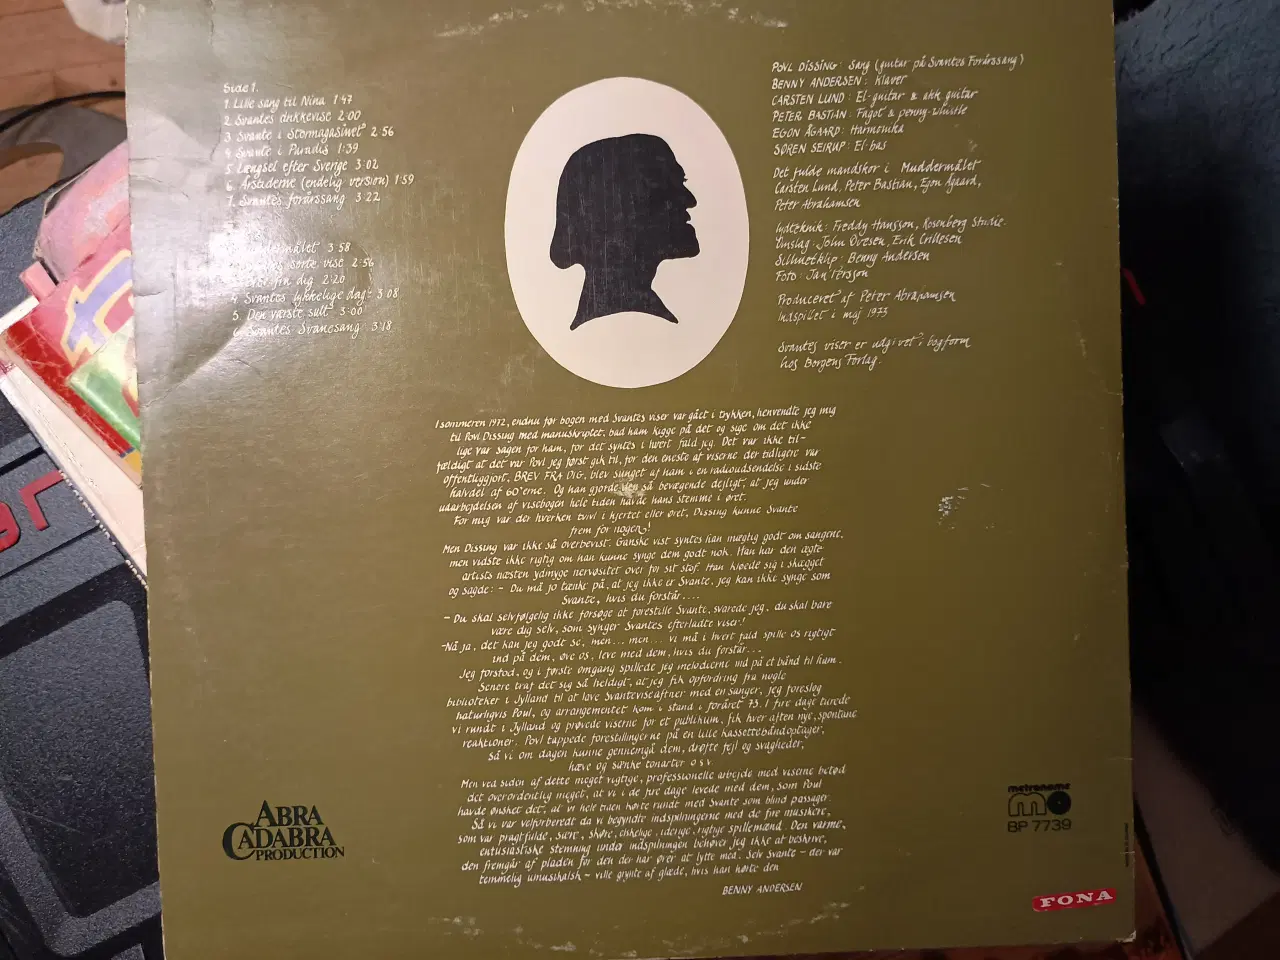 Side 1.
1. Lille sang til Nina 1·47
2 Svantes drikkevise 2 00
3 Svante i Stormagasinet 2 56
4 Svante i Paradis 1:39
5 Længsel efter Sverige 3 02
6 Årstiderne (endelig version) 1 59
7 Svantes forårssang 3 22
målet 3 58
sorte vise 2 56
fra dig 2 20
4 Svantes lykkelige dag 3 08
5. Den værste sult 3·00
6 Svantes Svanesang 3 18
POVL DISSING: Sang (guitar på Svantes Forårssang)
BENNY ANDERSEN: Klaver
CARSTEN LUND: El-guitar & akk guitar
PETER BASTIAN: Fagot & penny-whistle
EGON ÅGAARD: Harmonika
SØREN SEIRUP: El-bas
Det fulde mandskor i Muddermålet
Carsten Lund, Peter Bastian, Egon Ågaard,
Peter Abrahamsen
Lydteknik: Freddy Hansson, Rosenberg Studie.
Omslag: John Ovesen, Erik Crillesen
Silhuetklip: Benny Andersen
Foto: Jan Persson
Produceret af Peter Abrahamsen
Indspillet i maj 1973
Svantes viser er udgivet i bogform
hos Borgens Forlag.
I sommeren 1972, endnu før bogen med Svantes viser var gået i trykken, henvendte jeg mig
til Povl Dissing med manuskriptet, bad ham kigge på det og sige om det ikke
lige var sagen for ham, for det syntes i hvert fald jeg. Det var ikke til-
fældigt at det var Povl jeg først gik til, for den eneste af viserne der tidligere var
offentliggjort, BREV FRA DIG, blev sunget af ham i en radioudsendelse i sidste
halvdel af 60'erne. Og han gjorde den så bevægende dejligt, at jeg under
udarbejdelsen af visebogen hele tiden havde hans stemme i øret.
For mig var der hverken tvivl i hjertet eller øret, Dissing kunne Svante
frem for nogen!
Men Dissing var ikke så overbevist. Ganske vist syntes han mægtig godt om sangene,
men vidste ikke rigtig om han kunne synge dem godt nok. Han har den ægte
artists næsten ydmyge nervøsitet over for sit stof. Han kløede sig i skægget
og sagde: - Du må jo tænke på, at jeg ikke er Svante, jeg kan ikke synge som
Svante, hvis du forstår....
- Du skal selvfølgelig ikke forsøge at forestille Svante, svarede jeg, du skal bare
være dig selv, som synger Svantes efterladte viser!
- Nå ja, det kan jeg godt se, men... men... vi må i hvert fald spille os rigtigt
ind på dem, øve os, leve med dem, hvis du forstår...
Jeg forstod, og i første omgang spillede jeg melodierne ind på et bånd til ham.
Senere traf det sig så heldigt, at jeg fik opfordring fra nogle
biblioteker i Jylland til at lave Svanteviseaftner med en sanger, jeg foreslog
naturligvis Poul, og arrangementet kom i stand i foråret 73. I fire dage turede
vi rundt i Jylland og prøvede viserne for et publikum, fik hver aften nye, spontane
reaktioner. Povl tappede forestillingerne på en lille kassettebåndoptager,
så vi om dagen kunne gennemgå dem, drøfte fejl og svagheder,
hæve og sænke tonarter o s v.
Men ved siden af dette meget vigtige, professionelle arbejde med viserne betød
det overordentlig meget, at vi i de fire dage levede med dem, som Poul
havde ønsket det, at vi hele tiden kørte rundt med Svante som blind passager.
Så vi var velforberedt da vi begyndte indspilningerne med de fire musikere,
som var pragtfulde, sære, skøre, elskelige, iderige, rigtige spillemænd. Den varme,
entusiastiske stemning under indspilningen behøver jeg ikke at beskrive,
den fremgår af pladen for den der har ører at lytte med. Selv Svante - der var
temmelig umusikalsk - ville grynte af glæde, hvis han hørte den
BENNY ANDERSEN
ABRA
CADABRA
PRODUCTION
metronome
BP 7739
FONA